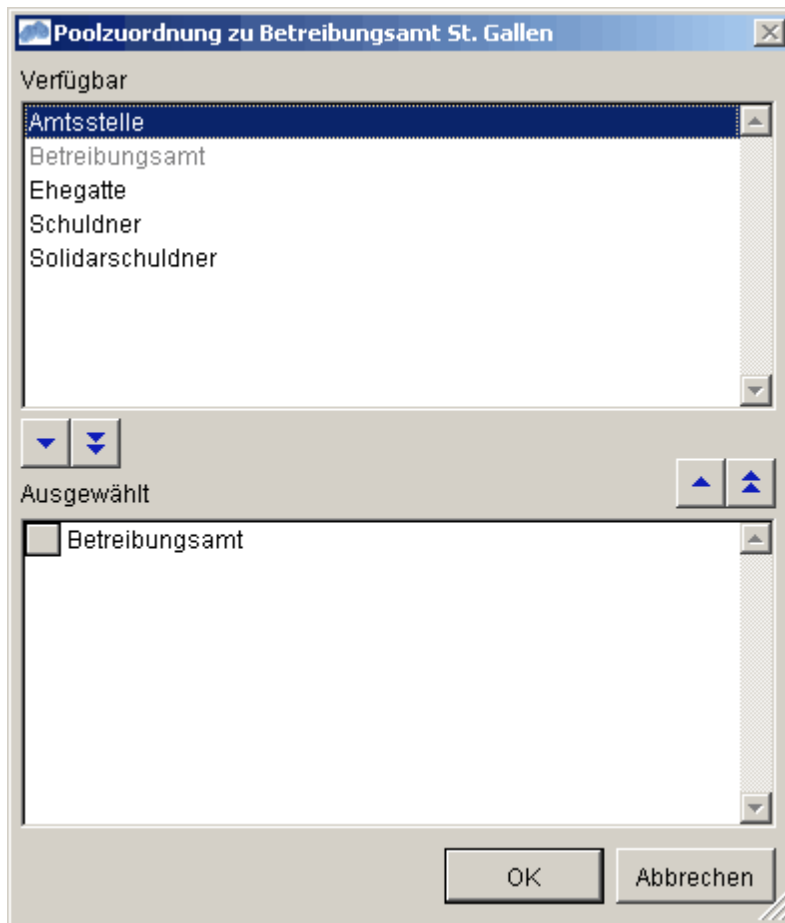 Poolzuordnung zu Betreibungsamt St. Gallen
Verfügbar
Amtsstelle
Betreibungsamt
Ehegatte
Schuldner
Solidarschuldner
Ausgewählt
Betreibungsamt
OK
Abbrechen